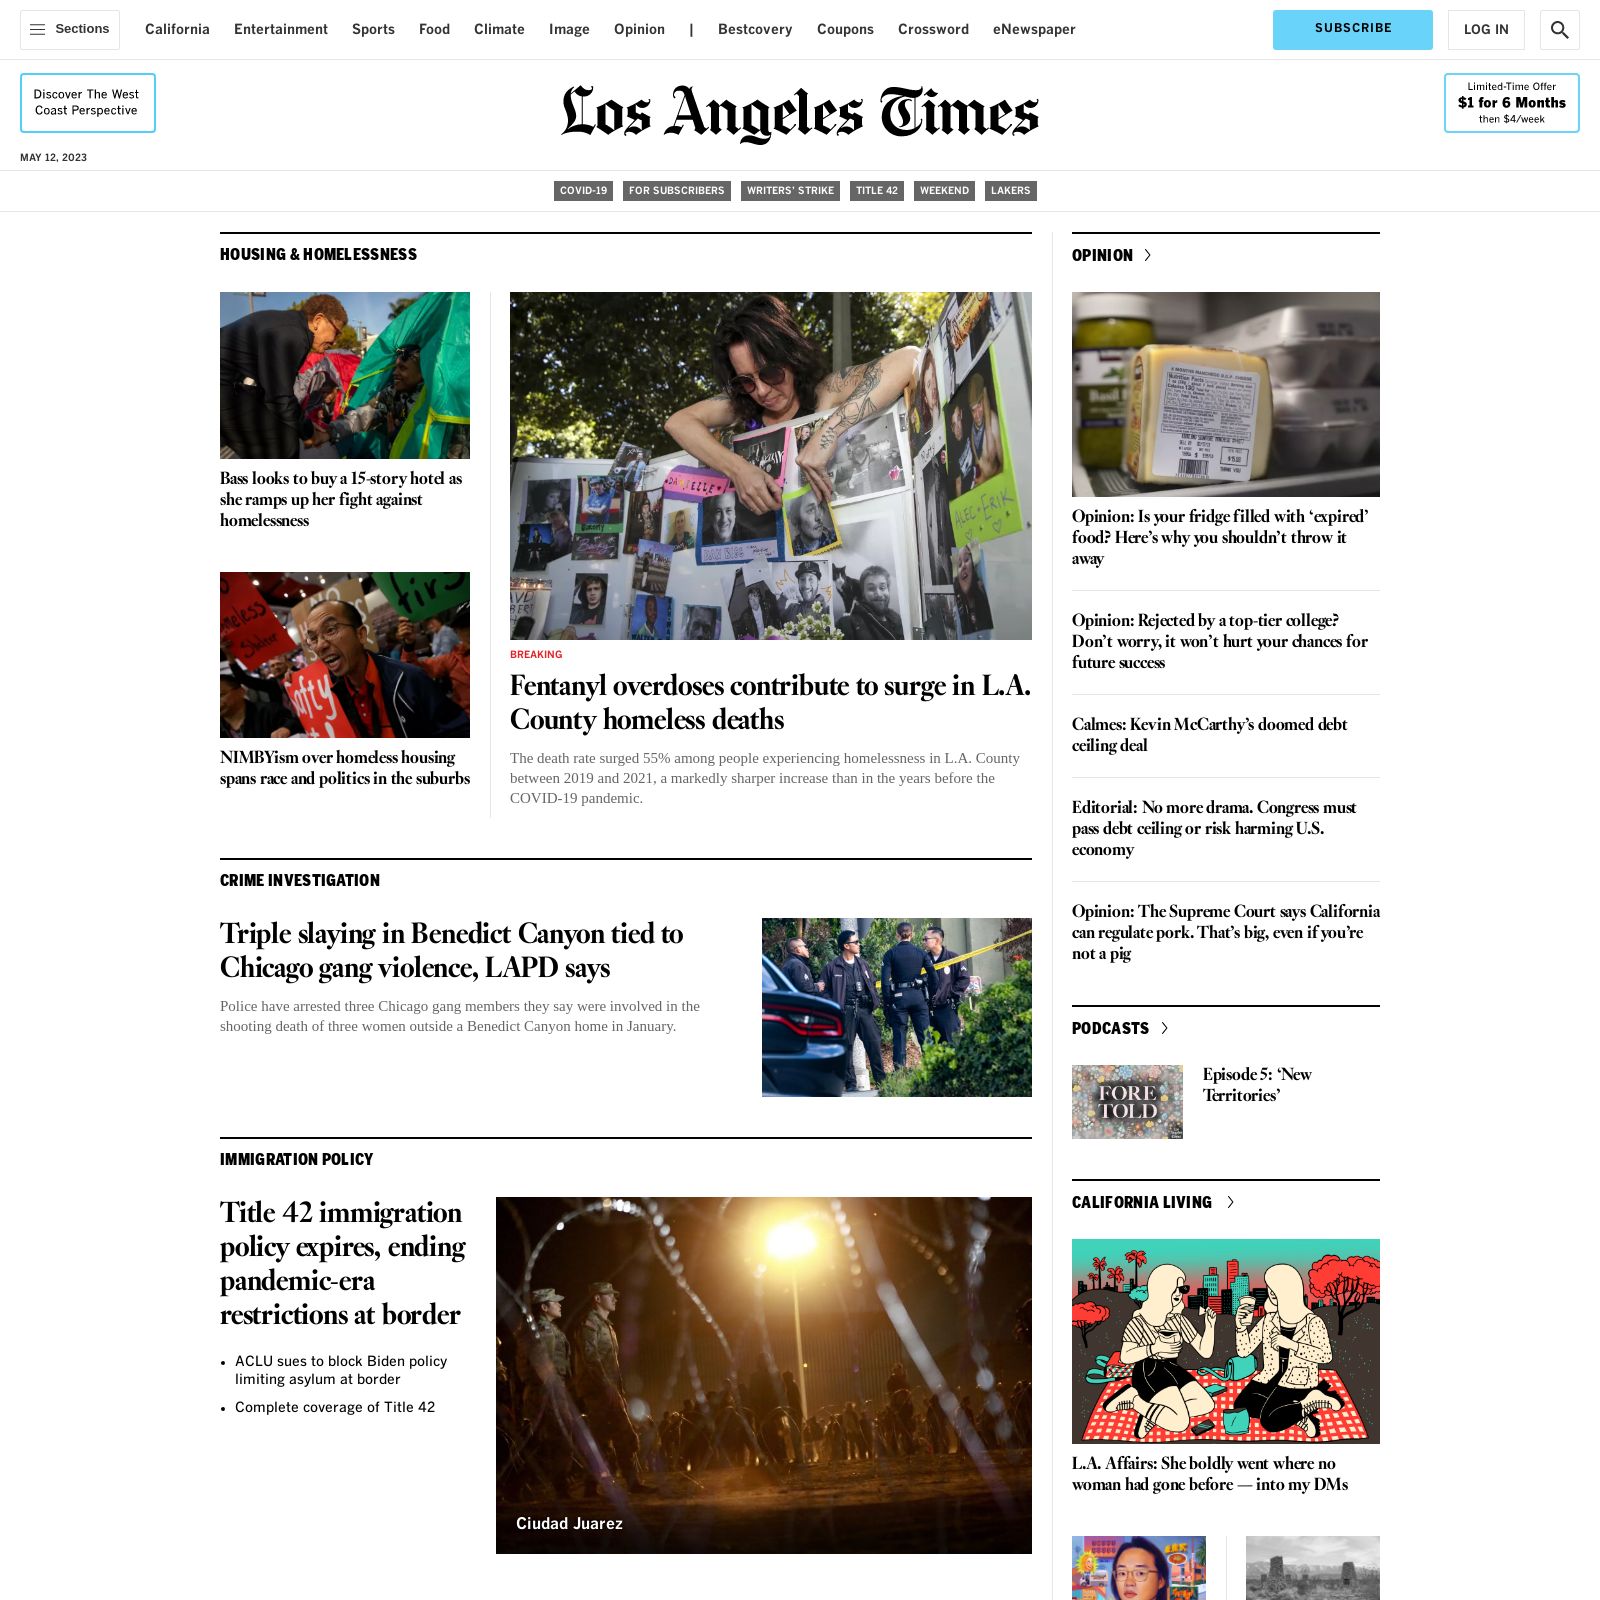 Sections
California Entertainment Sports Food Climate Image Opinion | Bestcovery Coupons Crossword eNewspaper
SUBSCRIBE
LOG IN
Discover The West
Coast Perspective
Los Angeles Times
Limited-Time Offer
$1 for 6 Months
then $4/week
MAY 12, 2023
COVID-19 FOR SUBSCRIBERS WRITERS' STRIKE TITLE 42 WEEKEND LAKERS
HOUSING & HOMELESSNESS
Bass looks to buy a 15-story hotel as
she ramps up her fight against
homelessness
NIMBYism over homeless housing
spans race and politics in the suburbs
DANIELLE
ALEC + ERIK
BREAKING
Fentanyl overdoses contribute to surge in L.A.
County homeless deaths
The death rate surged 55% among people experiencing homelessness in L.A. County
between 2019 and 2021, a markedly sharper increase than in the years before the
COVID-19 pandemic.
CRIME INVESTIGATION
Triple slaying in Benedict Canyon tied to
Chicago gang violence, LAPD says
Police have arrested three Chicago gang members they say were involved in the
shooting death of three women outside a Benedict Canyon home in January.
IMMIGRATION POLICY
Title 42 immigration
policy expires, ending
pandemic-era
restrictions at border
• ACLU sues to block Biden policy
limiting asylum at border
• Complete coverage of Title 42
Ciudad Juarez
OPINION
Nutrition Facts
Opinion: Is your fridge filled with ‘expired’
food? Here’s why you shouldn’t throw it
away
Opinion: Rejected by a top-tier college?
Don’t worry, it won’t hurt your chances for
future success
Calmes: Kevin McCarthy’s doomed debt
ceiling deal
Editorial: No more drama. Congress must
pass debt ceiling or risk harming U.S.
economy
Opinion: The Supreme Court says California
can regulate pork. That’s big, even if you’re
not a pig
PODCASTS
FORE
TOLD
Episode 5: ‘New
Territories’
CALIFORNIA LIVING
L.A. Affairs: She boldly went where no
woman had gone before — into my DMs